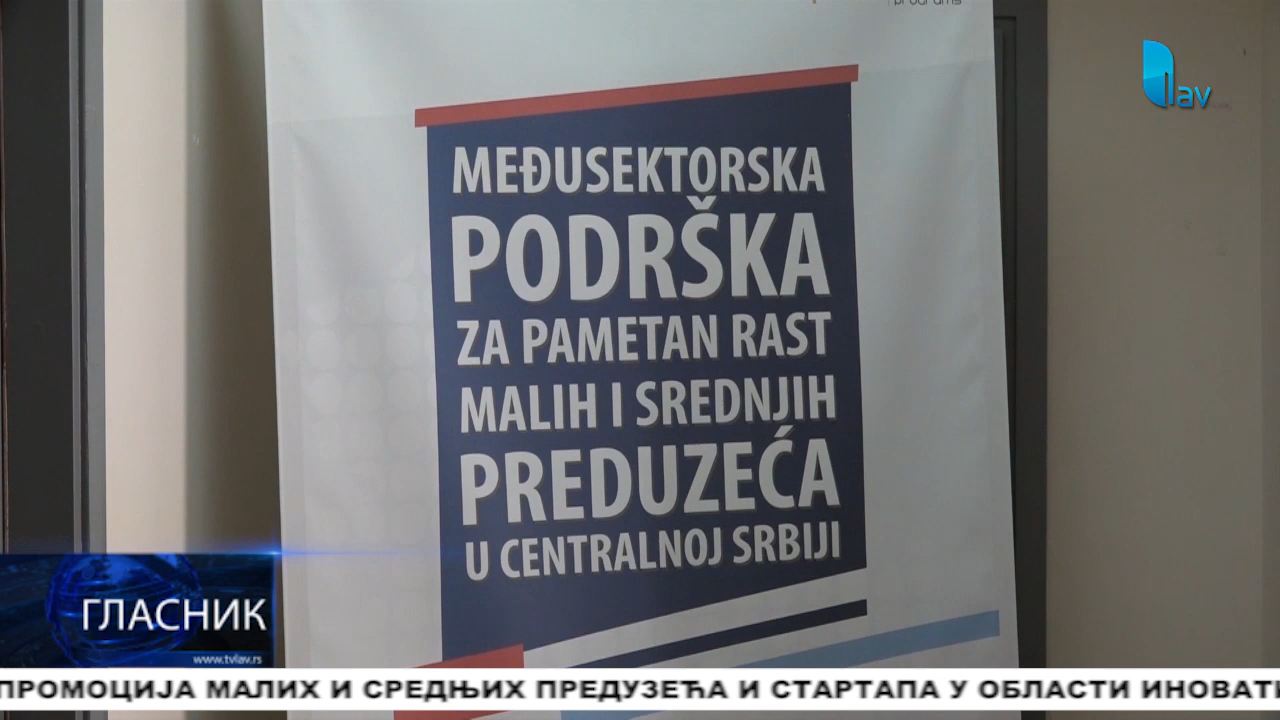 programs
lav
MEĐUSEKTORSKA
PODRŠKA
ZA PAMETAN RAST
MALIH I SREDNJIH
PREDUZEĆA
U CENTRALNOJ SRBIJI
ГЛАСНИК
www.tvlav.rs
ПРОМОЦИЈА МАЛИХ И СРЕДЊИХ ПРЕДУЗЕЋА И СТАРТАПА У ОБЛАСТИ